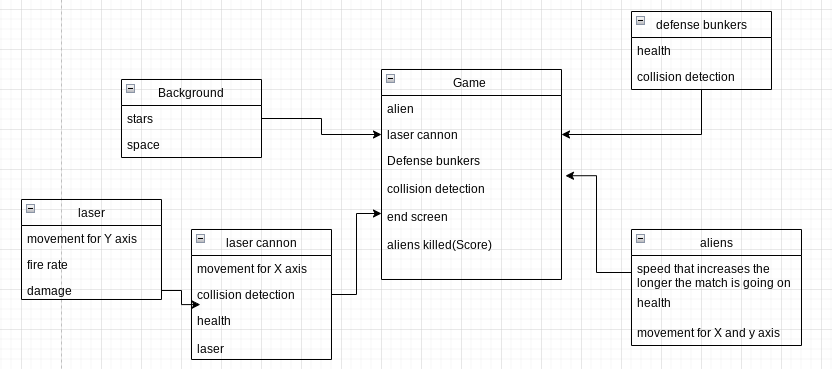 defense bunkers
health
collision detection
Background
stars
space
Game
alien
laser cannon
Defense bunkers
collision detection
end screen
aliens killed(Score)
laser
movement for Y axis
fire rate
damage
laser cannon
movement for X axis
collision detection
health
laser
aliens
speed that increases the
longer the match is going on
health
movement for X and y axis